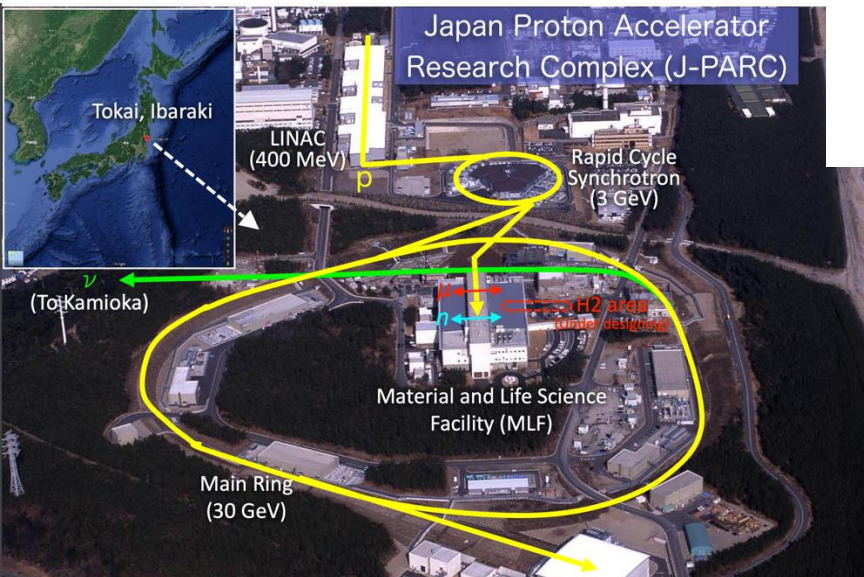 Japan Proton Accelerator
Research Complex (J-PARC)
Tokai, Ibaraki
LINAC
(400 MeV)
p
Rapid Cycle
Synchrotron
(3 GeV)
ν
(To Kamioka)
μ
n
H2 area
(Under designing)
Material and Life Science
Facility (MLF)
Main Ring
(30 GeV)